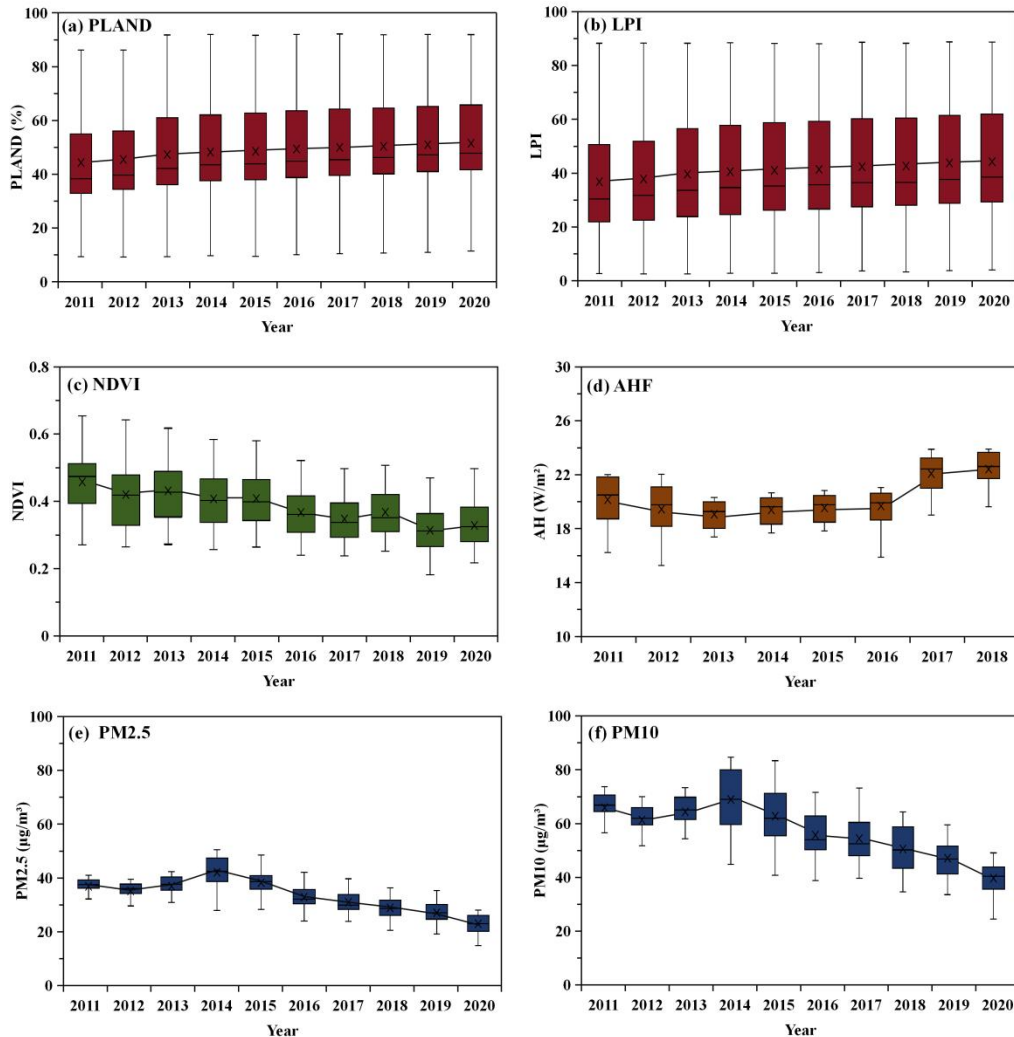 (a) PLAND
PLAND (%)
100
80
60
40
20
0
2011 2012 2013 2014 2015 2016 2017 2018 2019 2020
Year
(b) LPI
LPI
100
80
60
40
20
0
2011 2012 2013 2014 2015 2016 2017 2018 2019 2020
Year
(c) NDVI
NDVI
0.8
0.6
0.4
0.2
0
2011 2012 2013 2014 2015 2016 2017 2018 2019 2020
Year
(d) AHF
AH (W/m²)
30
26
22
18
14
10
2011 2012 2013 2014 2015 2016 2017 2018
Year
(e) PM2.5
PM2.5 (μg/m³)
100
80
60
40
20
0
2011 2012 2013 2014 2015 2016 2017 2018 2019 2020
Year
(f) PM10
PM10 (μg/m³)
100
80
60
40
20
0
2011 2012 2013 2014 2015 2016 2017 2018 2019 2020
Year